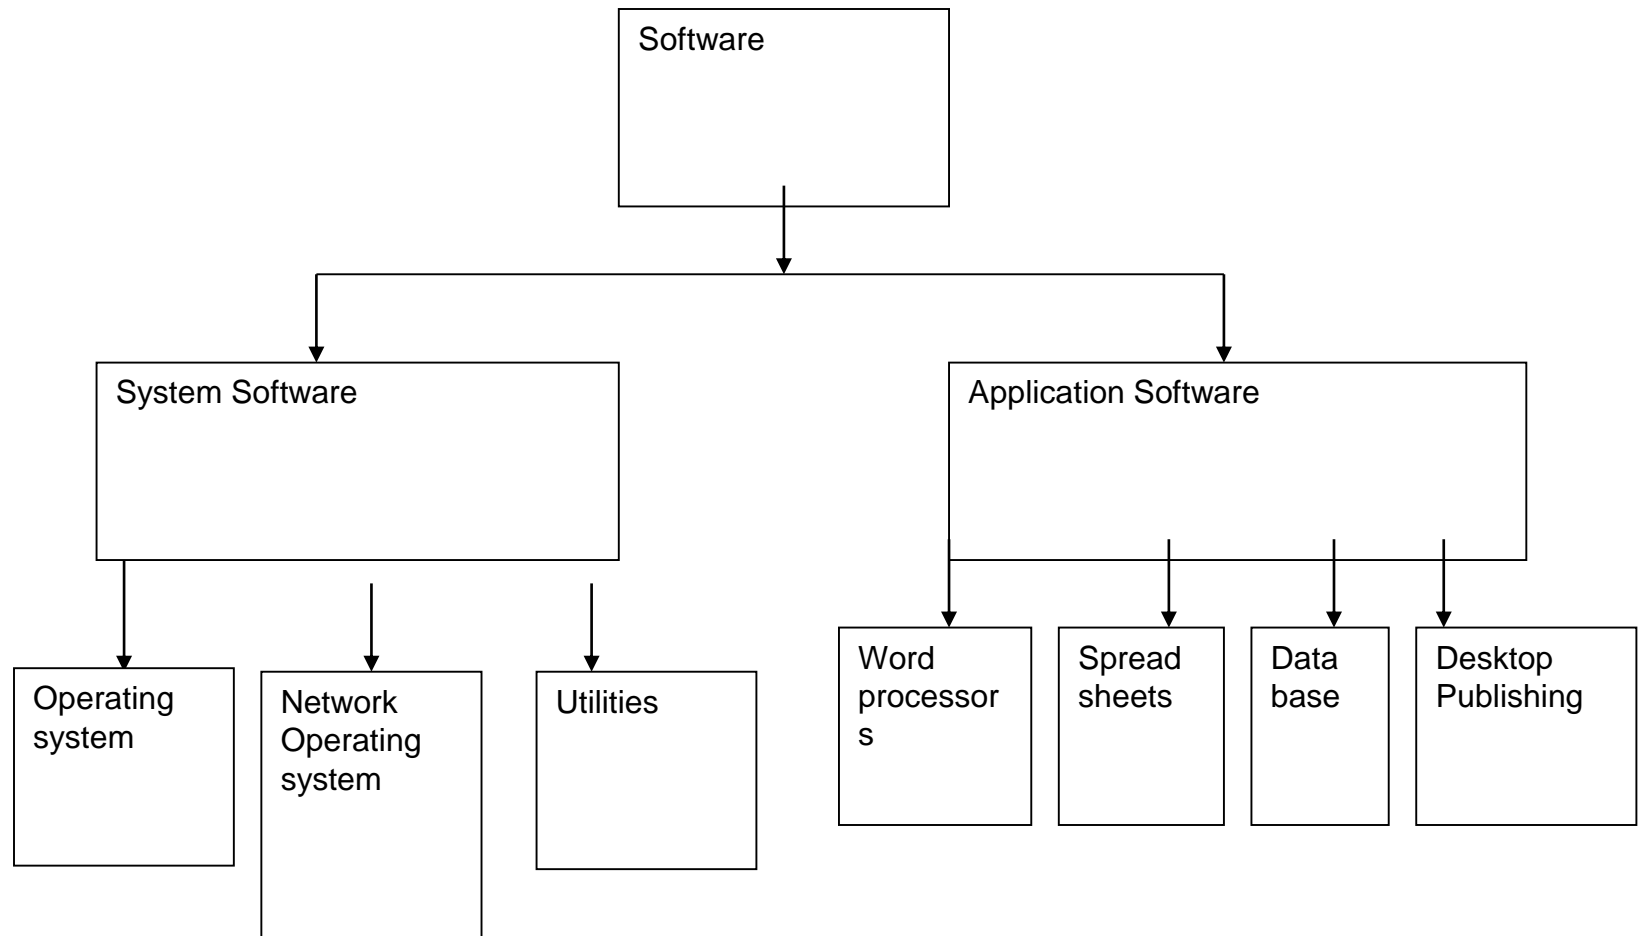 Software
System Software
Application Software
Operating
system
Network
Operating
system
Utilities
Word
processor
s
Spread
sheets
Data
base
Desktop
Publishing